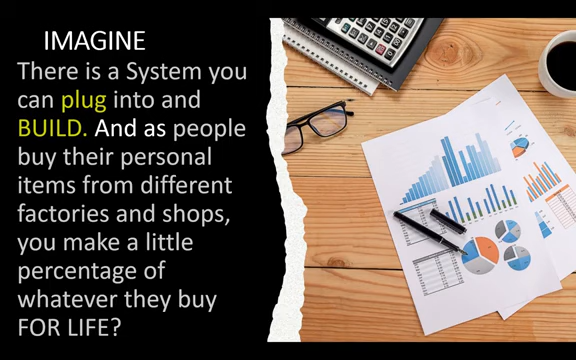 IMAGINE
There is a System you
can plug into and
BUILD. And as people
buy their personal
items from different
factories and shops,
you make a little
percentage of
whatever they buy
FOR LIFE?